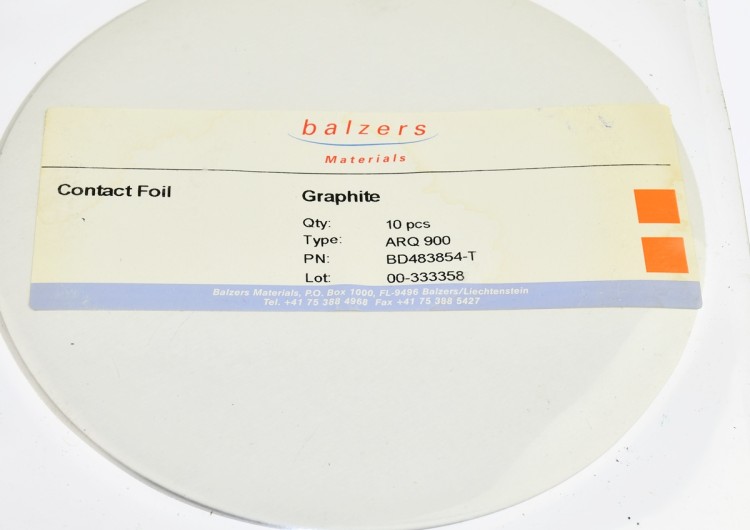 balzers
Materials
Contact Foil
Graphite
Qty: 10 pcs
Type: ARQ 900
PN: BD483854-T
Lot: 00-333358
Balzers Materials, P.O. Box 1000, FL-9496 Balzers/Liechtenstein
Tel. +41 75 388 4968 Fax +41 75 388 5427